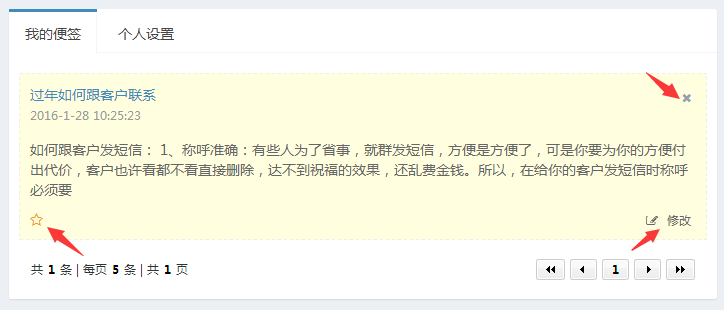 我的便签 个人设置
过年如何跟客户联系
2016-1-28 10:25:23
如何跟客户发短信： 1、称呼准确：有些人为了省事，就群发短信，方便是方便了，可是你要为你的方便付
出代价，客户也许看都不看直接删除，达不到祝福的效果，还乱费金钱。所以，在给你的客户发短信时称呼
必须要
修改
共 1 条 | 每页 5 条 | 共 1 页
1